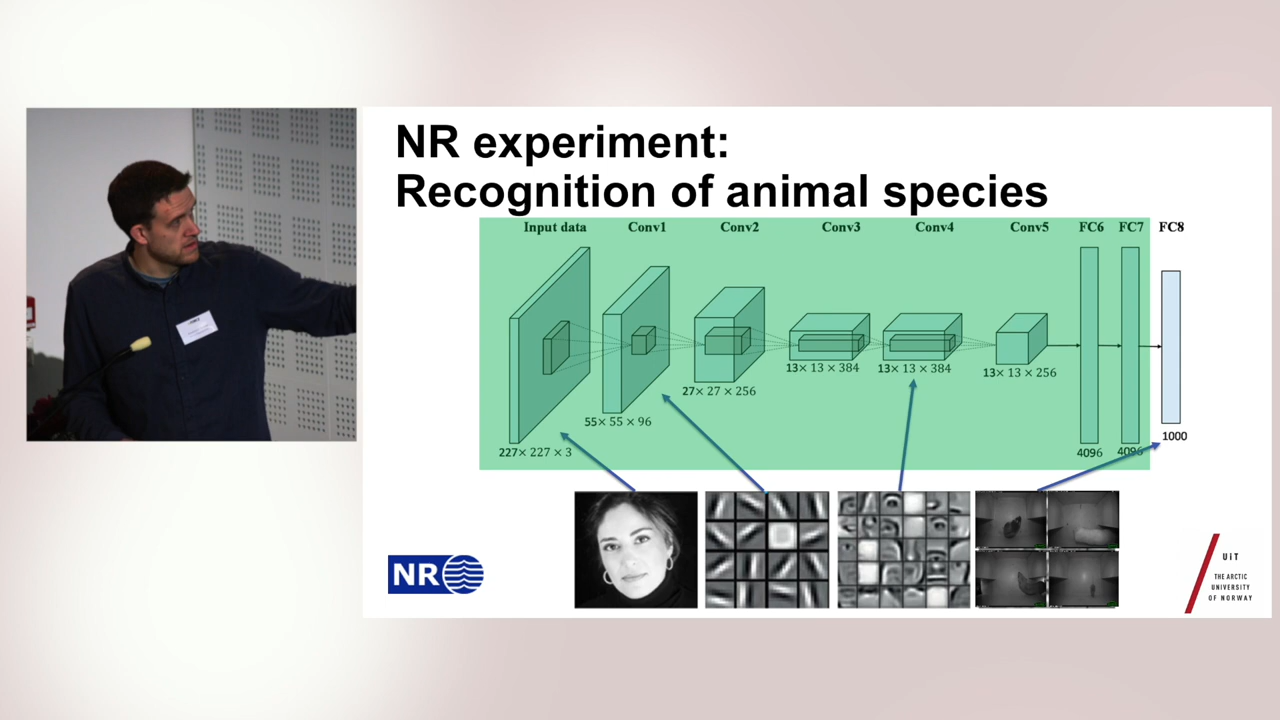 NR experiment:
Recognition of animal species
Input data Conv1 Conv2 Conv3 Conv4 Conv5 FC6 FC7 FC8
227× 227 × 3
55× 55 × 96
27× 27 × 256
13× 13 × 384
13× 13 × 384
13× 13 × 256
4096
4096
1000
NR
UiT
THE ARCTIC
UNIVERSITY
OF NORWAY